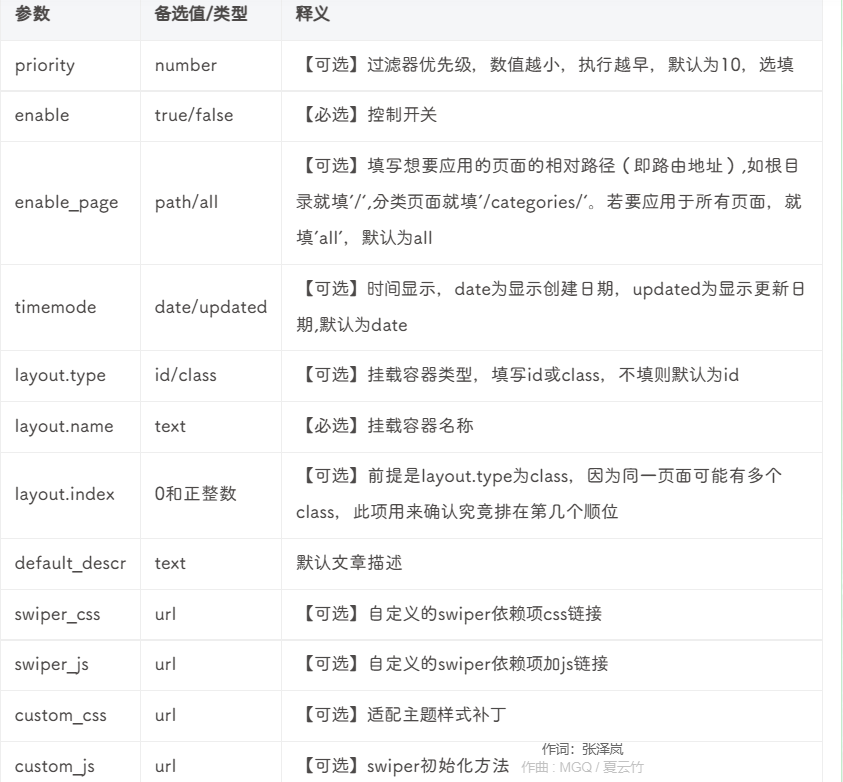 参数 备选值/类型 释义
priority number 【可选】过滤器优先级，数值越小，执行越早，默认为10，选填
enable true/false 【必选】控制开关
【可选】填写想要应用的页面的相对路径（即路由地址）,如根目
enable_page path/all 录就填'/',分类页面就填'/categories/'。若要应用于所有页面，就
填'all'，默认为all
【可选】时间显示，date为显示创建日期，updated为显示更新日
timemode date/updated 期,默认为date
layout.type id/class 【可选】挂载容器类型，填写id或class，不填则默认为id
layout.name text 【必选】挂载容器名称
【可选】前提是layout.type为class，因为同一页面可能有多个
layout.index 0和正整数 class，此项用来确认究竟排在第几个顺位
default_descr text 默认文章描述
swiper_css url 【可选】自定义的swiper依赖项css链接
swiper_js url 【可选】自定义的swiper依赖项加js链接
custom_css url 【可选】适配主题样式补丁
custom_js url 【可选】swiper初始化方法
作词：张泽岚
作曲 : MGQ / 夏云竹